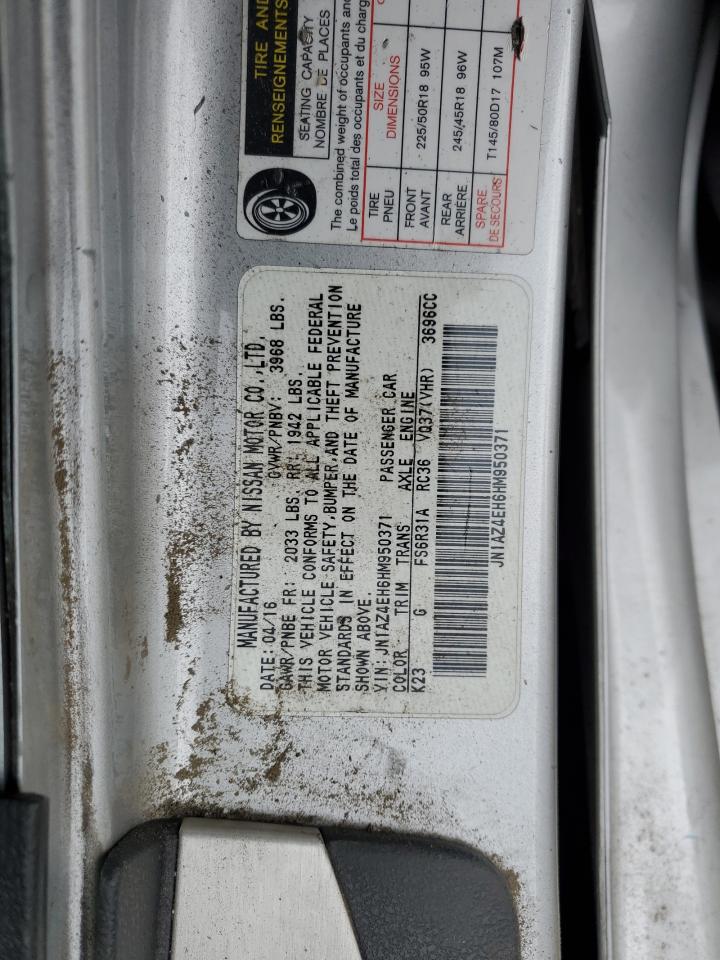 TIRE AND
RENSEIGNEMENTS
SEATING CAPACITY
NOMBRE DE PLACES
The combined weight of occupants and
Le poids total des occupants et du charg
TIRE SIZE
PNEU DIMENSIONS
FRONT 225/50R18 95W
AVANT
REAR 245/45R18 96W
ARRIÈRE
SPARE T145/80D17 107M
DE SECOURS
MANUFACTURED BY NISSAN MOTOR CO.,LTD.
DATE: 04/16 GVWR/PNBV: 3968 LBS.
GAWR/PNBE FR: 2033 LBS. RR: 1942 LBS.
THIS VEHICLE CONFORMS TO ALL APPLICABLE FEDERAL
MOTOR VEHICLE SAFETY,BUMPER,AND THEFT PREVENTION
STANDARDS IN EFFECT ON THE DATE OF MANUFACTURE
SHOWN ABOVE.
VIN:JN1AZ4EH6HM950371 PASSENGER CAR
COLOR TRIM TRANS AXLE ENGINE
K23 G FS6R31A RC36 VQ37(VHR) 3696CC
JN1AZ4EH6HM950371